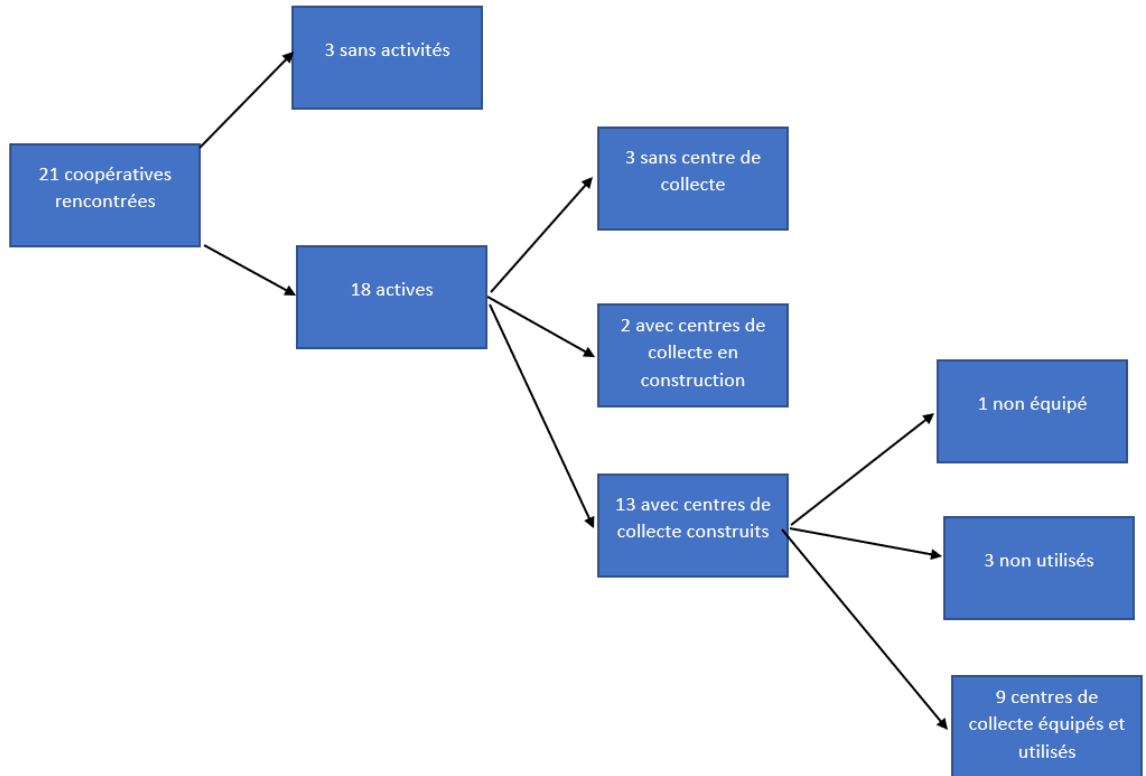 3 sans activités
21 coopératives
rencontrées
18 actives
3 sans centre de
collecte
2 avec centres de
collecte en
construction
13 avec centres de
collecte construits
1 non équipé
3 non utilisés
9 centres de
collecte équipés et
utilisés